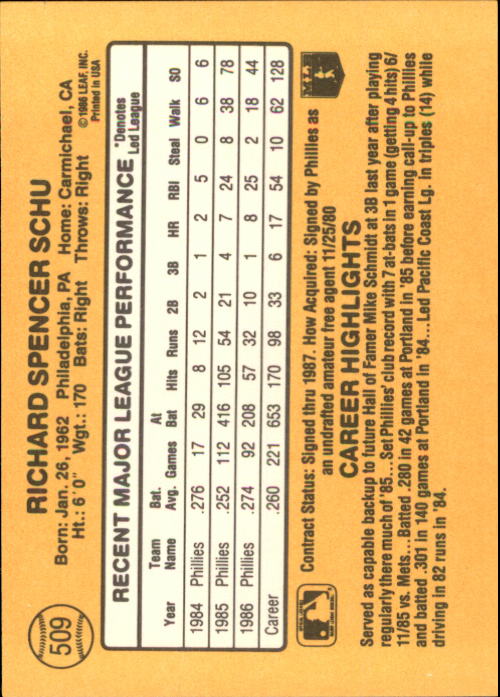 509
RICHARD SPENCER SCHU
Born: Jan. 26, 1962 Philadelphia, PA Home: Carmichael, CA
Ht.: 6´0˝ Wgt.: 170 Bats: Right Throws: Right
©1986 LEAF, INC.
Printed in USA
RECENT MAJOR LEAGUE PERFORMANCE
*Denotes
Led League
Year Team Name Bat. Avg. Games At Bat Hits Runs 2B 3B HR RBI Steal Walk SO
1984 Phillies .276 17 29 8 12 2 1 2 5 0 6 6
1985 Phillies .252 112 416 105 54 21 4 7 24 8 38 78
1986 Phillies .274 92 208 57 32 10 1 8 25 2 18 44
Career .260 221 653 170 98 33 6 17 54 10 62 128
Contract Status: Signed thru 1987. How Acquired: Signed by Phillies as
an undrafted amateur free agent 11/25/80
CAREER HIGHLIGHTS
Served as capable backup to future Hall of Famer Mike Schmidt at 3B last year after playing
regularly there much of '85...Set Phillies' club record with 7 at-bats in 1 game (getting 4 hits) 6/
11/85 vs. Mets...Batted .280 in 42 games at Portland in '85 before earning call-up to Phillies
and batted .301 in 140 games at Portland in '84...Led Pacific Coast Lg. in triples (14) while
driving in 82 runs in '84.